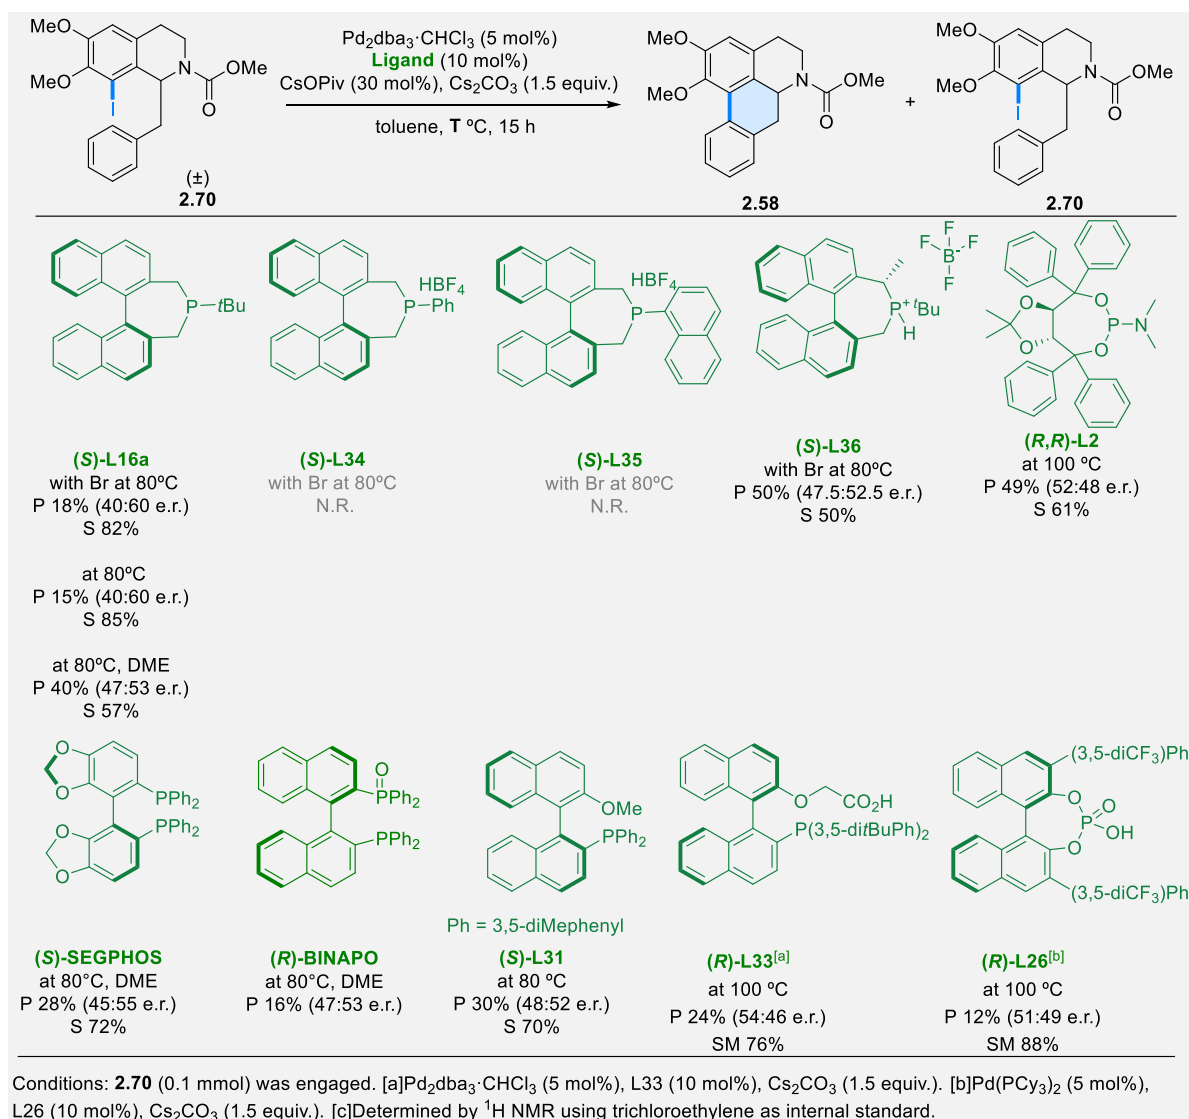 MeO
MeO
I
N
OMe
O
(±)
2.70
Pd2dba3·CHCl3 (5 mol%)
Ligand (10 mol%)
CsOPiv (30 mol%), Cs2CO3 (1.5 equiv.)
toluene, T ºC, 15 h
MeO
MeO
N
OMe
O
2.58
+
MeO
MeO
I
N
OMe
O
2.70
P
tBu
HBF4
P Ph
HBF4
P
P+ tBu
H
F
F B- F
F
O
O
O
O
P N
(S)-L16a
with Br at 80ºC
P 18% (40:60 e.r.)
S 82%
at 80ºC
P 15% (40:60 e.r.)
S 85%
at 80ºC, DME
P 40% (47:53 e.r.)
S 57%
(S)-L34
with Br at 80ºC
N.R.
(S)-L35
with Br at 80ºC
N.R.
(S)-L36
with Br at 80ºC
P 50% (47.5:52.5 e.r.)
S 50%
(R,R)-L2
at 100 ºC
P 49% (52:48 e.r.)
S 61%
O
O
O
O
PPh2
PPh2
O
PPh2
PPh2
OMe
PPh2
Ph = 3,5-diMephenyl
O CO2H
P(3,5-ditBuPh)2
(3,5-diCF3)Ph
O
O
P
O
OH
(3,5-diCF3)Ph
(S)-SEGPHOS
at 80°C, DME
P 28% (45:55 e.r.)
S 72%
(R)-BINAPO
at 80°C, DME
P 16% (47:53 e.r.)
(S)-L31
at 80 ºC
P 30% (48:52 e.r.)
S 70%
(R)-L33[a]
at 100 ºC
P 24% (54:46 e.r.)
SM 76%
(R)-L26[b]
at 100 ºC
P 12% (51:49 e.r.)
SM 88%
Conditions: 2.70 (0.1 mmol) was engaged. [a]Pd2dba3·CHCl3 (5 mol%), L33 (10 mol%), Cs2CO3 (1.5 equiv.). [b]Pd(PCy3)2 (5 mol%),
L26 (10 mol%), Cs2CO3 (1.5 equiv.). [c]Determined by 1H NMR using trichloroethylene as internal standard.